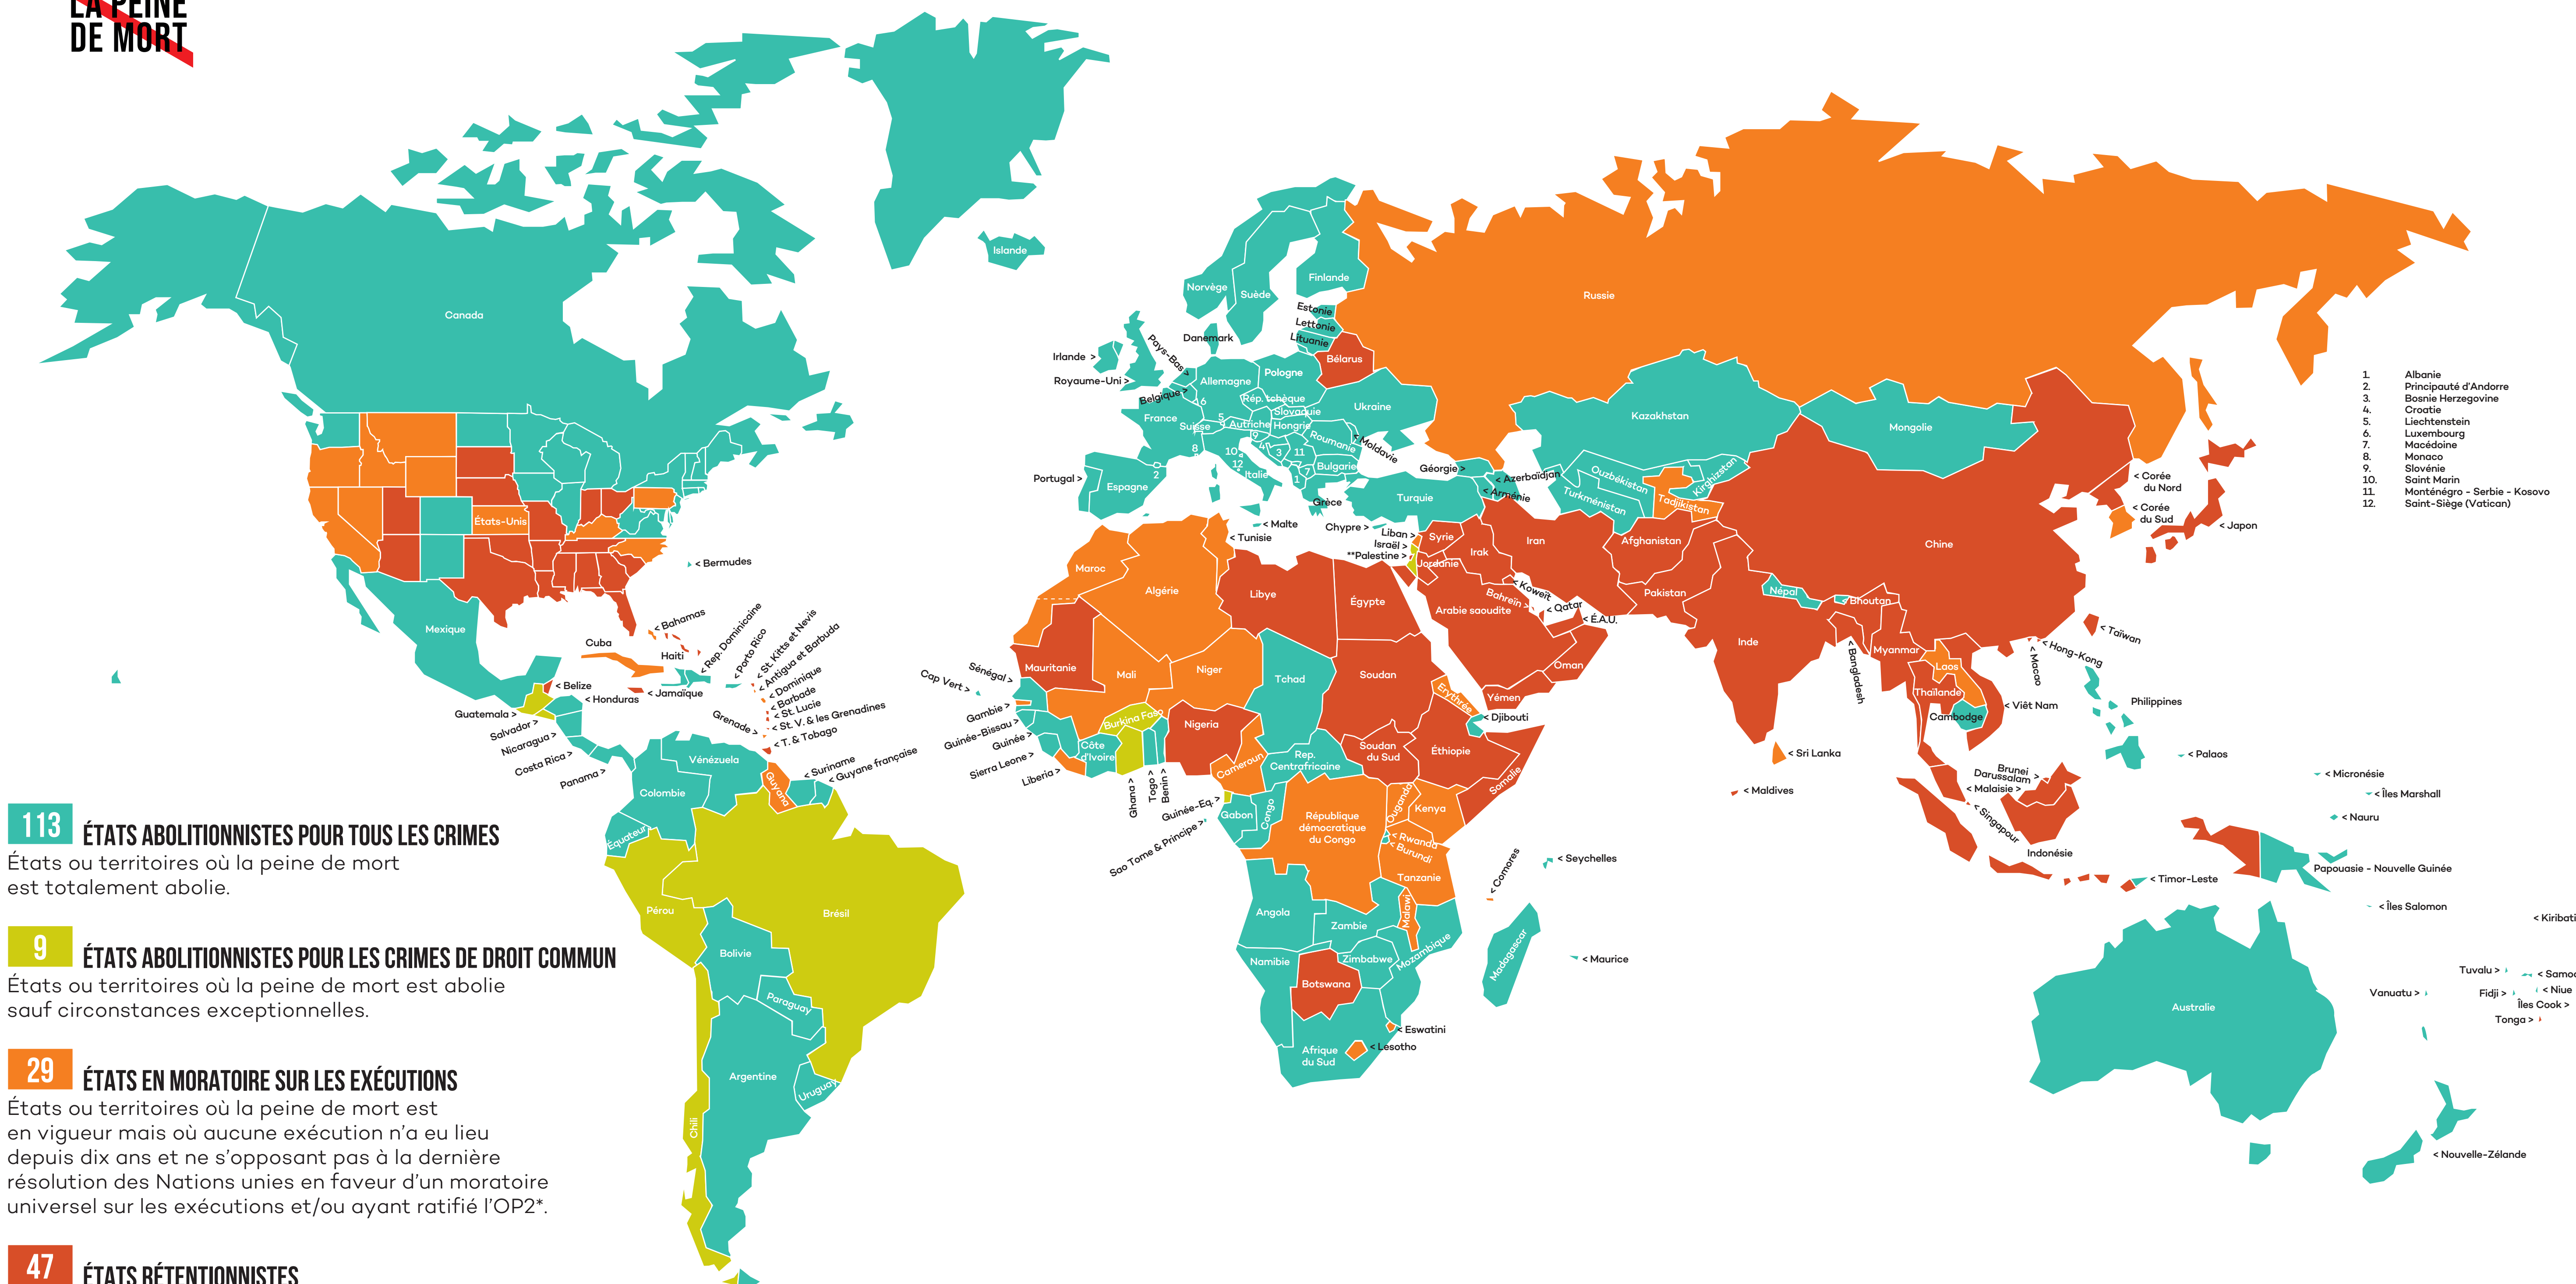 LA PEINE
DE MORT
Canada
Islande
Norvège
Suède
Finlande
Russie
Estonie
Lettonie
Lituanie
Danemark
Pays-Bas >
Irlande >
Royaume-Uni >
Belgique >
Bélarus
Pologne
Allemagne
Rép. tchèque
Slovaquie
Ukraine
France
Suisse
Autriche
Hongrie
Roumanie
< Moldavie
Italie
Bulgarie
Grèce
Portugal >
Espagne
6
5
9
4
8
10
12
3
11
7
1
2
Géorgie >
< Azerbaïdjan
< Arménie
Turquie
< Malte
Chypre >
< Tunisie
Liban >
Israël >
**Palestine >
Syrie
Jordanie
Irak
Iran
Kazakhstan
Mongolie
Ouzbékistan
Turkménistan
Kirghizstan
Tadjikistan
Afghanistan
Pakistan
Chine
1. Albanie
2. Principauté d'Andorre
3. Bosnie Herzegovine
4. Croatie
5. Liechtenstein
6. Luxembourg
7. Macédoine
8. Monaco
9. Slovénie
10. Saint Marin
11. Monténégro - Serbie - Kosovo
12. Saint-Siège (Vatican)
< Corée
du Nord
< Corée
du Sud
< Japon
États-Unis
< Bermudes
Mexique
Cuba
< Bahamas
Haiti
< Rep. Dominicaine
< Porto Rico
< St. Kitts et Nevis
< Antigua et Barbuda
< Dominique
< Barbade
< St. Lucie
< St. V. & les Grenadines
Grenade >
< T. & Tobago
< Jamaïque
< Belize
< Honduras
Guatemala >
Salvador >
Nicaragua >
Costa Rica >
Panama >
Vénézuela
Guyana
< Suriname
< Guyane française
Colombie
Équateur
Pérou
Brésil
Bolivie
Paraguay
Argentine
Uruguay
Chili
Maroc
Algérie
Libye
Égypte
Arabie saoudite
< Koweït
Bahreïn >
< Qatar
< É.A.U.
Oman
Yémen
Mauritanie
Mali
Niger
Tchad
Soudan
Erythrée
< Djibouti
Cap Vert >
Sénégal >
Gambie >
Guinée-Bissau >
Guinée >
Sierra Leone >
Liberia >
Côte
d'Ivoire
Burkina Faso
Ghana >
Togo >
Benin >
Nigeria
Cameroun
Rep.
Centrafricaine
Soudan
du Sud
Éthiopie
Somalie
Guinée-Eq. >
Sao Tome & Principe >
Gabon
Congo
République
démocratique
du Congo
Ouganda
Kenya
< Rwanda
< Burundi
Tanzanie
Angola
Zambie
Malawi
Mozambique
Namibie
Zimbabwe
Botswana
Afrique
du Sud
< Eswatini
< Lesotho
< Comores
< Seychelles
Madagascar
< Maurice
Inde
Népal
< Bhoutan
< Bangladesh
Myanmar
Laos
Thaïlande
Cambodge
< Viêt Nam
< Macao
< Hong-Kong
< Taïwan
Philippines
< Sri Lanka
< Maldives
Brunei >
Darussalam
< Malaisie >
< Singapour
Indonésie
< Timor-Leste
< Palaos
< Micronésie
< Îles Marshall
< Nauru
Papouasie - Nouvelle Guinée
< Îles Salomon
< Kiribati
Tuvalu >
< Samoa
Vanuatu >
Fidji >
< Niue
Îles Cook >
Tonga >
Australie
< Nouvelle-Zélande
113
ÉTATS ABOLITIONNISTES POUR TOUS LES CRIMES
États ou territoires où la peine de mort
est totalement abolie.
9
ÉTATS ABOLITIONNISTES POUR LES CRIMES DE DROIT COMMUN
États ou territoires où la peine de mort est abolie
sauf circonstances exceptionnelles.
29
ÉTATS EN MORATOIRE SUR LES EXÉCUTIONS
États ou territoires où la peine de mort est
en vigueur mais où aucune exécution n'a eu lieu
depuis dix ans et ne s'opposant pas à la dernière
résolution des Nations unies en faveur d'un moratoire
universel sur les exécutions et/ou ayant ratifié l'OP2*.
47
ÉTATS RÉTENTIONNISTES